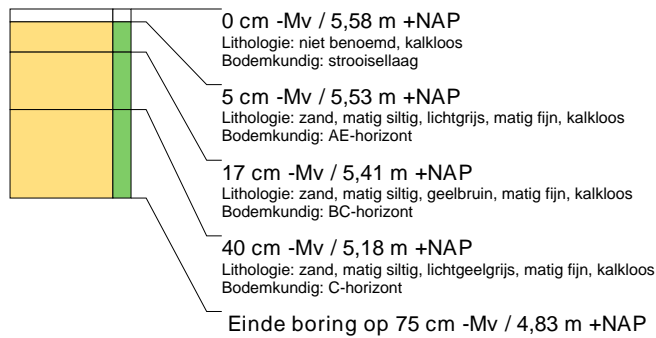 0 cm -Mv / 5,58 m +NAP
Lithologie: niet benoemd, kalkloos
Bodemkundig: strooisellaag
5 cm -Mv / 5,53 m +NAP
Lithologie: zand, matig siltig, lichtgrijs, matig fijn, kalkloos
Bodemkundig: AE-horizont
17 cm -Mv / 5,41 m +NAP
Lithologie: zand, matig siltig, geelbruin, matig fijn, kalkloos
Bodemkundig: BC-horizont
40 cm -Mv / 5,18 m +NAP
Lithologie: zand, matig siltig, lichtgeelgrijs, matig fijn, kalkloos
Bodemkundig: C-horizont
Einde boring op 75 cm -Mv / 4,83 m +NAP